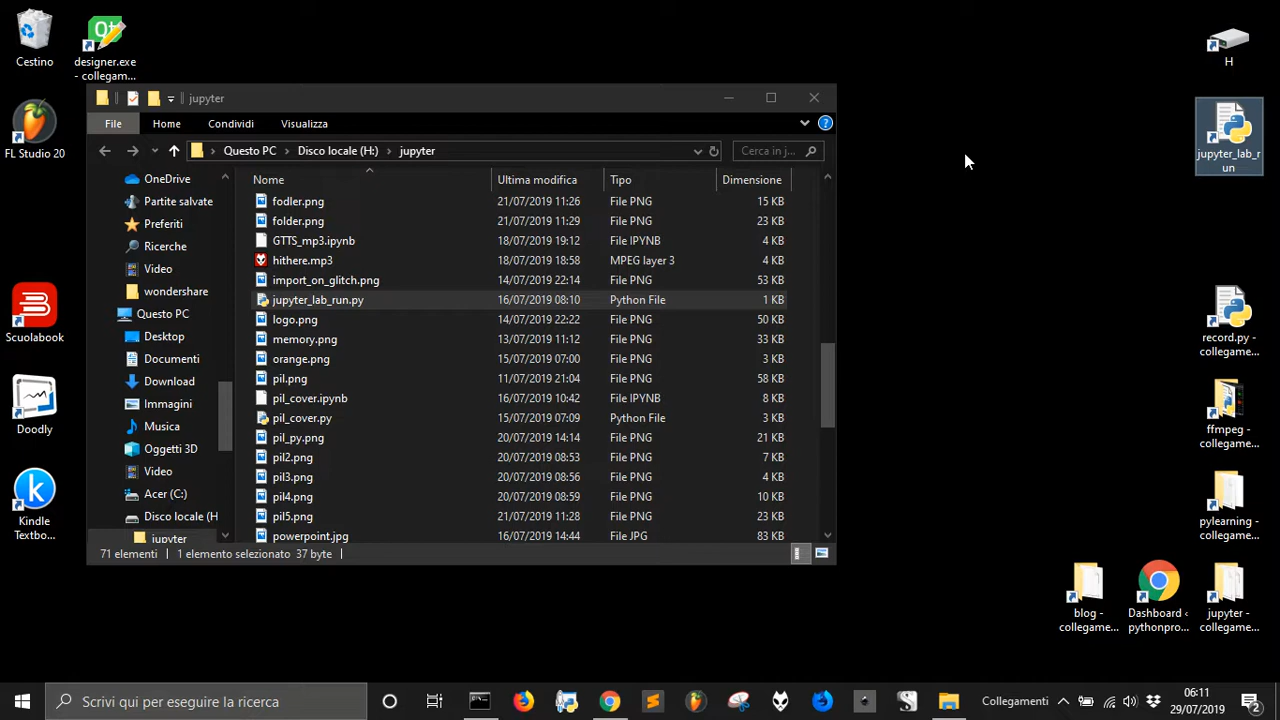 Cestino
designer.exe
- collegam...
FL Studio 20
Scuolabook
Doodly
Kindle
Textbo...
jupyter
File
Home
Condividi
Visualizza
Questo PC > Disco locale (H:) > jupyter
Cerca in j...
OneDrive
Partite salvate
Preferiti
Ricerche
Video
wondershare
Questo PC
Desktop
Documenti
Download
Immagini
Musica
Oggetti 3D
Video
Acer (C:)
Disco locale (H
jupyter
Nome Ultima modifica Tipo Dimensione
fodler.png 21/07/2019 11:26 File PNG 15 KB
folder.png 21/07/2019 11:29 File PNG 23 KB
GTTS_mp3.ipynb 18/07/2019 19:12 File IPYNB 4 KB
hithere.mp3 18/07/2019 18:58 MPEG layer 3 4 KB
import_on_glitch.png 14/07/2019 22:14 File PNG 53 KB
jupyter_lab_run.py 16/07/2019 08:10 Python File 1 KB
logo.png 14/07/2019 22:22 File PNG 50 KB
memory.png 13/07/2019 11:12 File PNG 33 KB
orange.png 15/07/2019 07:00 File PNG 3 KB
pil.png 11/07/2019 21:04 File PNG 58 KB
pil_cover.ipynb 16/07/2019 10:42 File IPYNB 8 KB
pil_cover.py 15/07/2019 07:09 Python File 3 KB
pil_py.png 20/07/2019 14:14 File PNG 21 KB
pil2.png 20/07/2019 08:53 File PNG 7 KB
pil3.png 20/07/2019 08:56 File PNG 4 KB
pil4.png 20/07/2019 08:59 File PNG 10 KB
pil5.png 21/07/2019 11:28 File PNG 23 KB
powerpoint.jpg 16/07/2019 14:44 File JPG 83 KB
71 elementi
1 elemento selezionato 37 byte
H
jupyter_lab_r
un
record.py -
collegame...
ffmpeg -
collegame...
pylearning -
collegame...
blog -
collegame...
Dashboard ‹
pythonpro...
jupyter -
collegame...
Scrivi qui per eseguire la ricerca
Collegamenti
06:11
29/07/2019
2